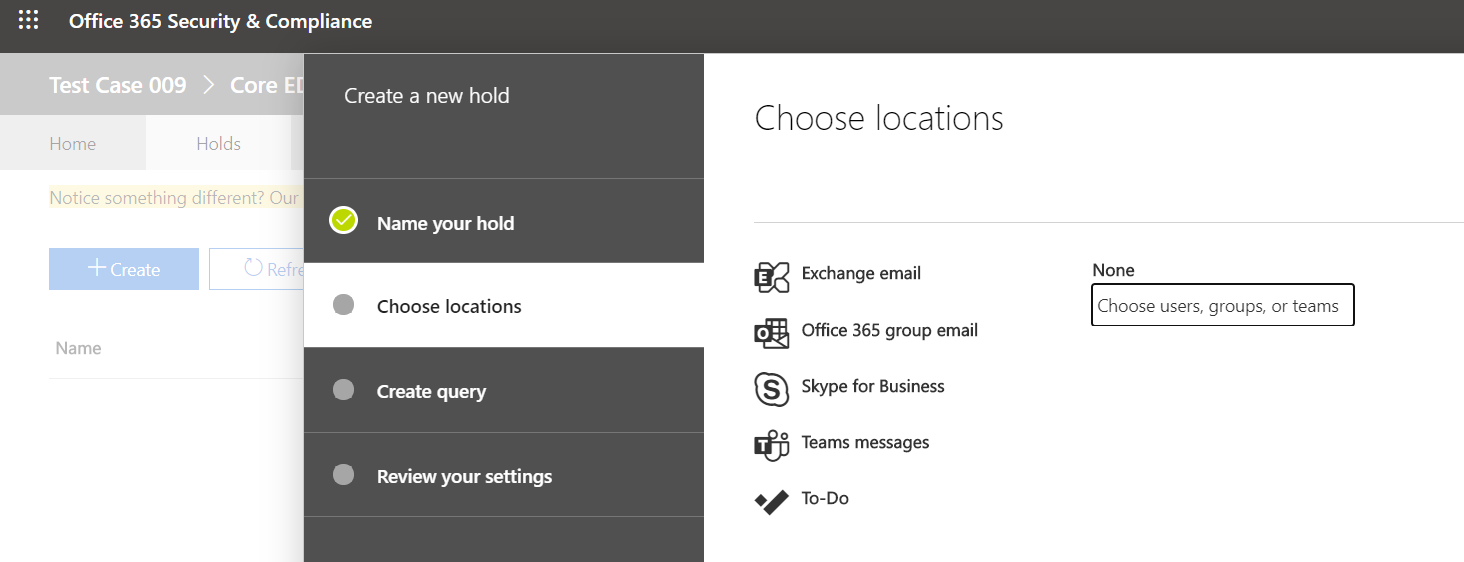 Office 365 Security & Compliance
Test Case 009 > Core ED
Home
Holds
Notice something different? Our
Create
Refre
Name
Create a new hold
Name your hold
Choose locations
Create query
Review your settings
Choose locations
Exchange email
Office 365 group email
Skype for Business
Teams messages
To-Do
None
Choose users, groups, or teams